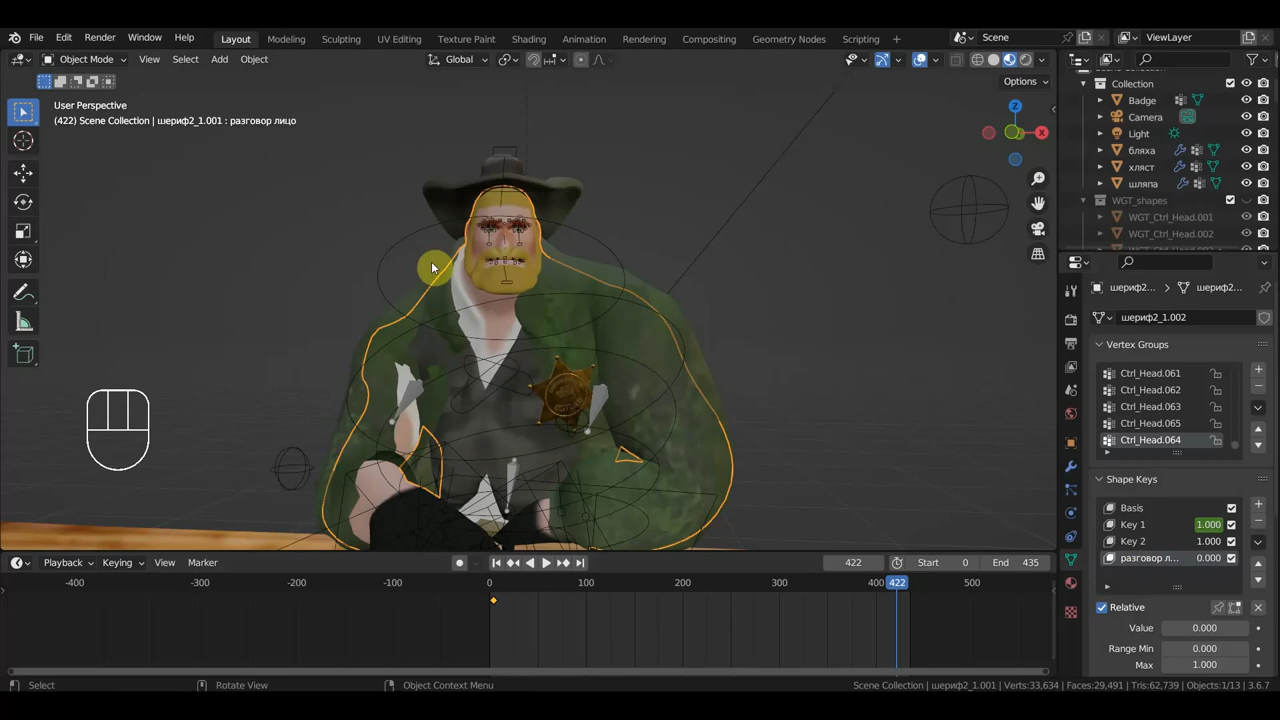 File Edit Render Window Help
Layout Modeling Sculpting UV Editing Texture Paint Shading Animation Rendering Compositing Geometry Nodes Scripting +
Scene ViewLayer
Object Mode View Select Add Object
Global
Options
User Perspective
(422) Scene Collection | шериф2_1.001 : разговор лицо
Z
X
Collection
Badge
Camera
Light
бляха
хляст
шляпа
WGT_shapes
WGT_Ctrl_Head.001
WGT_Ctrl_Head.002
шериф2... шериф2_1...
шериф2_1.002
Vertex Groups
Ctrl_Head.061
Ctrl_Head.062
Ctrl_Head.063
Ctrl_Head.065
Ctrl_Head.064
Shape Keys
Basis
Key 1 1.000
Key 2 1.000
разговор л... 0.000
Relative
Value 0.000
Range Min 0.000
Max 1.000
Playback Keying View Marker
422 Start 0 End 435
-400 -300 -200 -100 0 100 200 300 400 422 500
Select Rotate View Object Context Menu
Scene Collection | шериф2_1.001 | Verts:33,634 | Faces:29,491 | Tris:62,739 | Objects:1/13 | 3.6.7